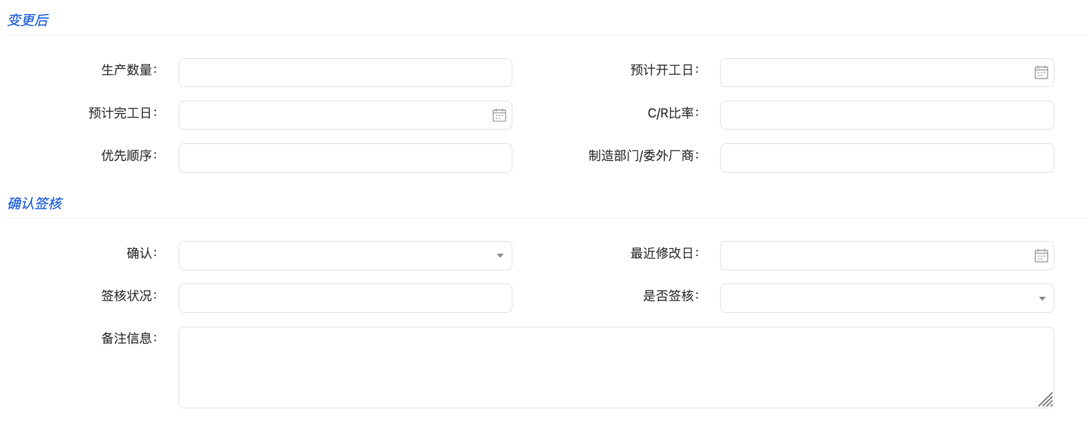 变更后
生产数量： 预计开工日：
预计完工日： C/R比率：
优先顺序： 制造部门/委外厂商：
确认签核
确认： 最近修改日：
签核状况： 是否签核：
备注信息：